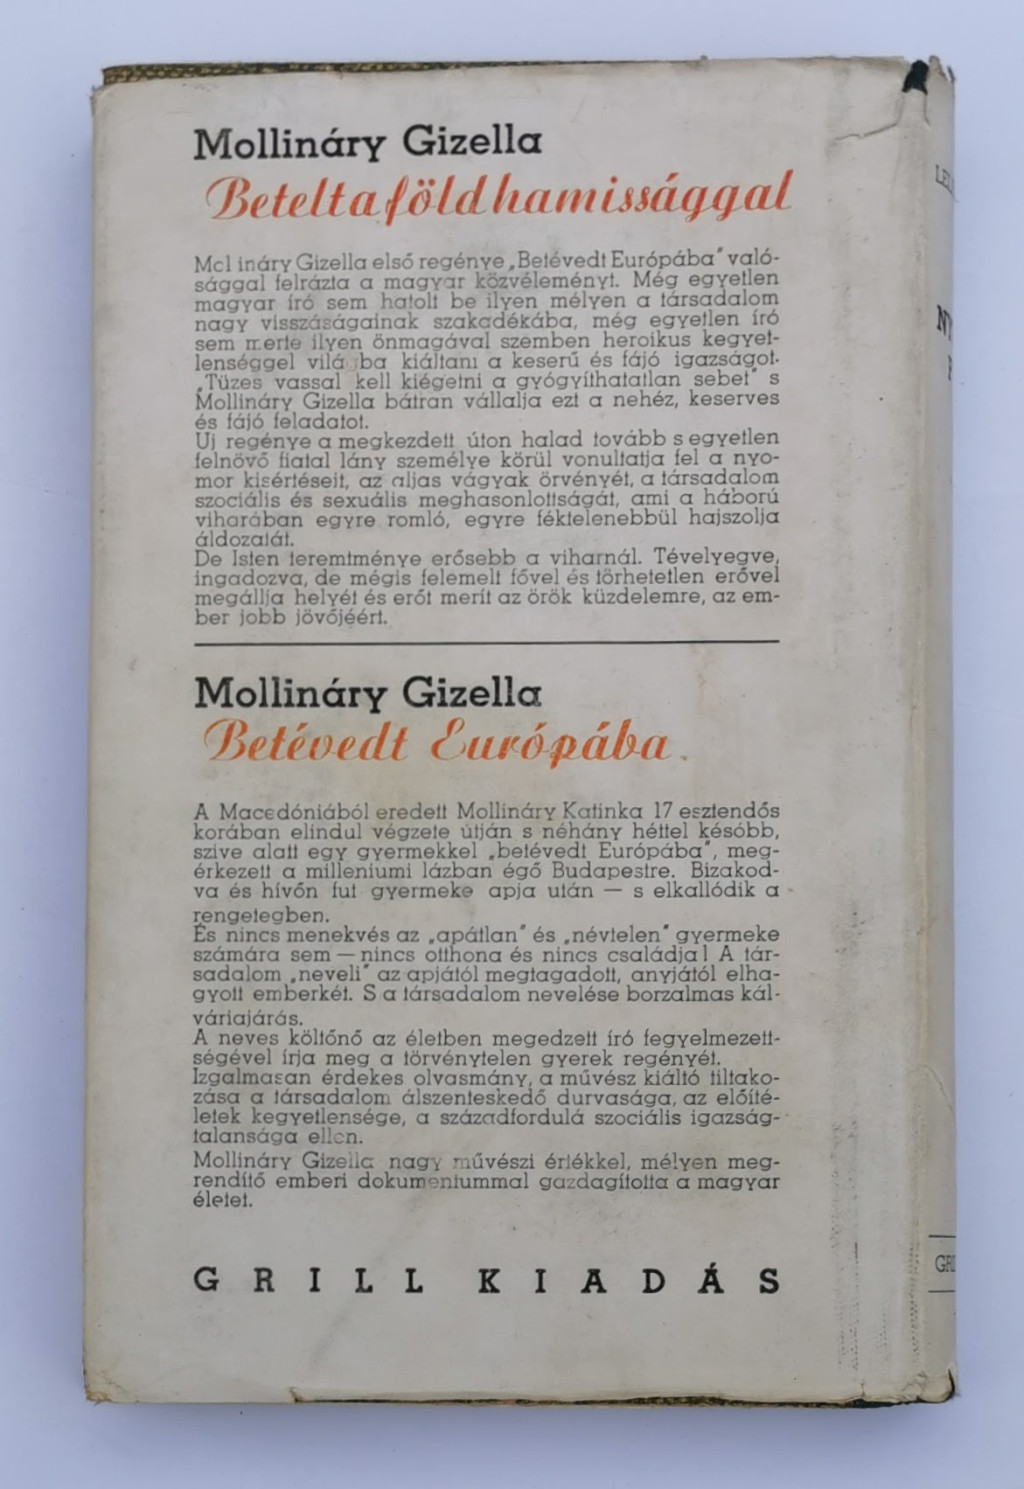 Mollináry Gizella
Betelt a föld hamissággal
Mol ináry Gizella első regénye „Betévedt Európába" való-
sággal felrázta a magyar közvéleményt. Még egyetlen
magyar író sem hatolt be ilyen mélyen a társadalom
nagy visszáságainak szakadékába, még egyetlen író
sem merte ilyen önmagával szemben heroikus kegyet-
lenséggel vilá ba kiáltani a keserű és fájó igazságot.
„Tüzes vassal kell kiégetni a gyógyíthatatlan sebet" s
Mollináry Gizella bátran vállalja ezt a nehéz, keserves
és fájó feladatot.
Uj regénye a megkezdett úton halad tovább s egyetlen
felnövő fiatal lány személye körül vonultatja fel a nyo-
mor kisértéseit, az aljas vágyak örvényét, a társadalom
szociális és sexuális meghasonlottságát, ami a háború
viharában egyre romló, egyre féktelenebbül hajszolja
áldozatát.
De Isten teremtménye erősebb a viharnál. Tévelyegve,
ingadozva, de mégis felemelt fővel és törhetetlen erővel
megállja helyét és erőt merít az örök küzdelemre, az em-
ber jobb jövőjéért.
Mollináry Gizella
Betévedt Európába.
A Macedóniából eredett Mollináry Katinka 17 esztendős
korában elindul végzete útján s néhány héttel később,
szive alatt egy gyermekkel „betévedt Európába", meg-
érkezett a milleniumi lázban égő Budapestre. Bizakod-
va és hívőn fut gyermeke apja után — s elkallódik a
rengetegben.
És nincs menekvés az „apátlan" és „névtelen" gyermeke
számára sem — nincs otthona és nincs családja! A tár-
sadalom „neveli" az apjától megtagadott, anyjától elha-
gyott emberkét. S a társadalom nevelése borzalmas kál-
váriajárás.
A neves költőnő az életben megedzett író fegyelmezett-
ségével írja meg a törvénytelen gyerek regényét.
Izgalmasan érdekes olvasmány, a művész kiáltó tiltako-
zása a társadalom álszenteskedő durvasága, az előíté-
letek kegyetlensége, a századfordulá szociális igazság-
talansága ellen.
Mollináry Gizella nagy művészi értékkel, mélyen meg-
rendítő emberi dokumentummal gazdagította a magyar
életet.
GRILL KIADÁS